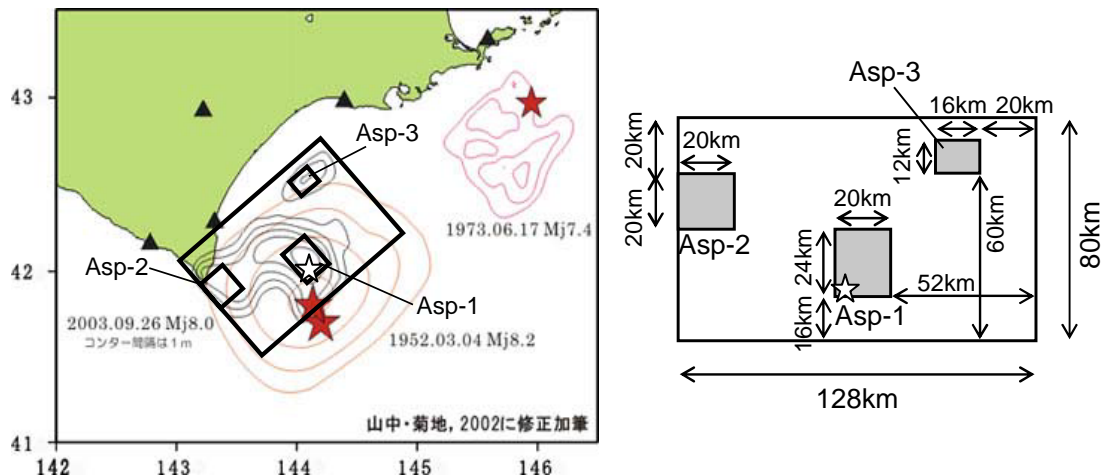 43
42
41
142
143
144
145
146
Asp-3
Asp-2
Asp-1
1973.06.17 Mj7.4
2003.09.26 Mj8.0
コンター間隔は1m
1952.03.04 Mj8.2
山中・菊地, 2002に修正加筆
Asp-3
16km
20km
20km
20km
12km
20km
20km
Asp-2
24km
60km
80km
52km
Asp-1
16km
128km